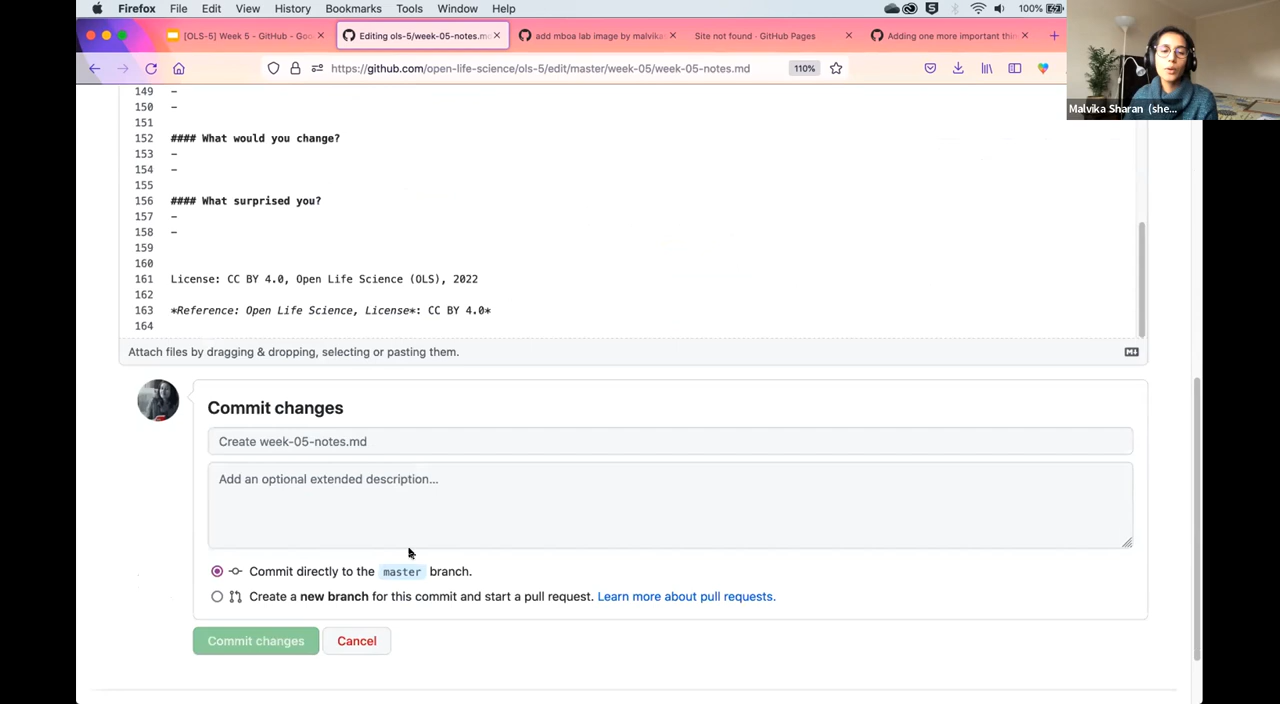 Firefox File Edit View History Bookmarks Tools Window Help 100%
[OLS-5] Week 5 - GitHub - Goo Editing ols-5/week-05-notes.m add mboa lab image by malvika Site not found · GitHub Pages Adding one more important thin
https://github.com/open-life-science/ols-5/edit/master/week-05/week-05-notes.md 110%
Malvika Sharan (she...
149 -
150 -
151
152 #### What would you change?
153 -
154 -
155
156 #### What surprised you?
157 -
158 -
159
160
161 License: CC BY 4.0, Open Life Science (OLS), 2022
162
163 *Reference: Open Life Science, License*: CC BY 4.0*
164
Attach files by dragging & dropping, selecting or pasting them.
Commit changes
Create week-05-notes.md
Add an optional extended description...
Commit directly to the master branch.
Create a new branch for this commit and start a pull request. Learn more about pull requests.
Commit changes Cancel